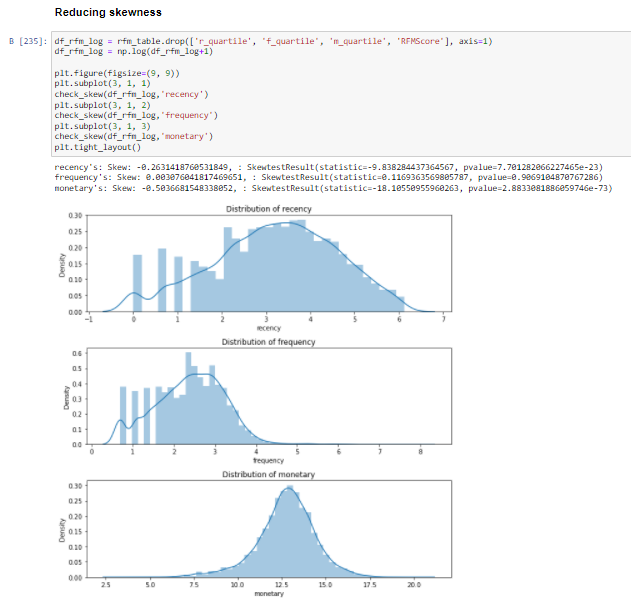 Reducing skewness
B [235]: df_rfm_log = rfm_table.drop(['r_quartile', 'f_quartile', 'm_quartile', 'RFMScore'], axis=1)
df_rfm_log = np.log(df_rfm_log+1)
plt.figure(figsize=(9, 9))
plt.subplot(3, 1, 1)
check_skew(df_rfm_log,'recency')
plt.subplot(3, 1, 2)
check_skew(df_rfm_log,'frequency')
plt.subplot(3, 1, 3)
check_skew(df_rfm_log,'monetary')
plt.tight_layout()
recency's: Skew: -0.2631418760531849, : SkewtestResult(statistic=-9.838284437364567, pvalue=7.701282066227465e-23)
frequency's: Skew: 0.003076041817469651, : SkewtestResult(statistic=0.1169363569805787, pvalue=0.9069104870767286)
monetary's: Skew: -0.5036681548338052, : SkewtestResult(statistic=-18.10550955960263, pvalue=2.8833081886059746e-73)
Distribution of recency
0.30
0.25
0.20
0.15
0.10
0.05
0.00
Density
−1 0 1 2 3 4 5 6 7
recency
Distribution of frequency
0.6
0.5
0.4
0.3
0.2
0.1
0.0
Density
0 1 2 3 4 5 6 7 8
frequency
Distribution of monetary
0.30
0.25
0.20
0.15
0.10
0.05
0.00
Density
2.5 5.0 7.5 10.0 12.5 15.0 17.5 20.0
monetary